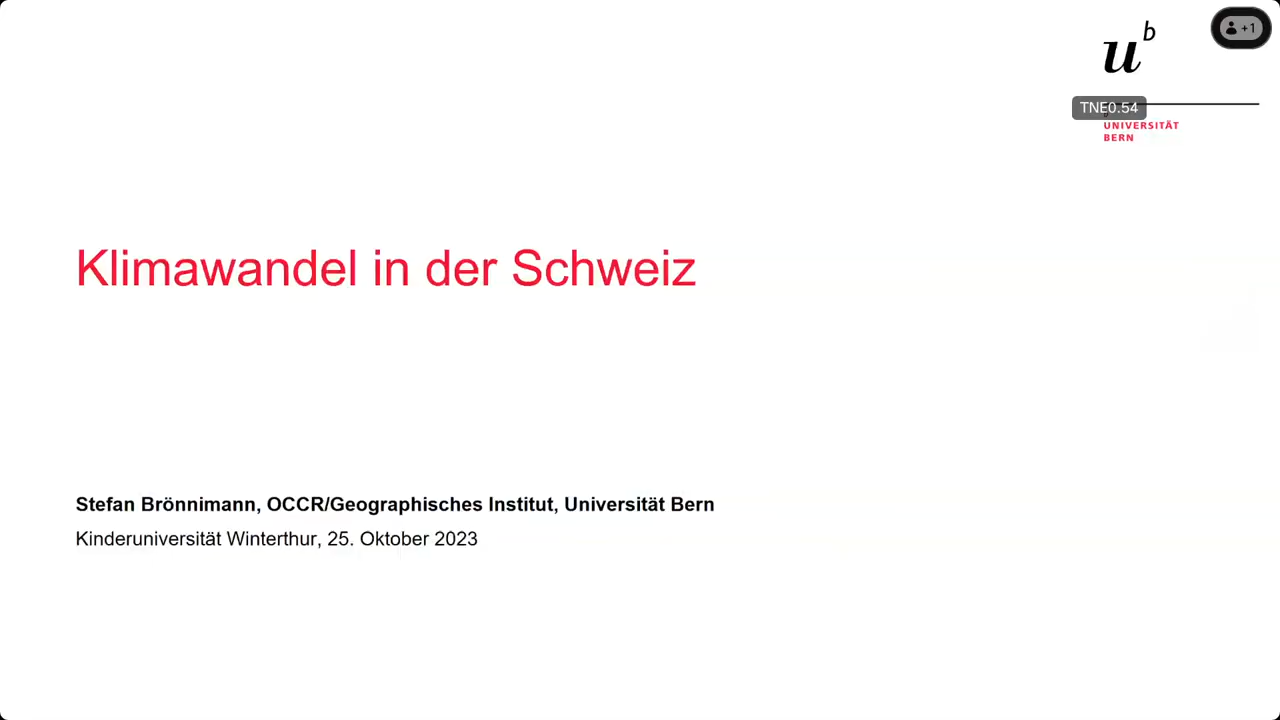 u^b
+1
TNE0.54
UNIVERSITÄT
BERN
Klimawandel in der Schweiz
Stefan Brönnimann, OCCR/Geographisches Institut, Universität Bern
Kinderuniversität Winterthur, 25. Oktober 2023